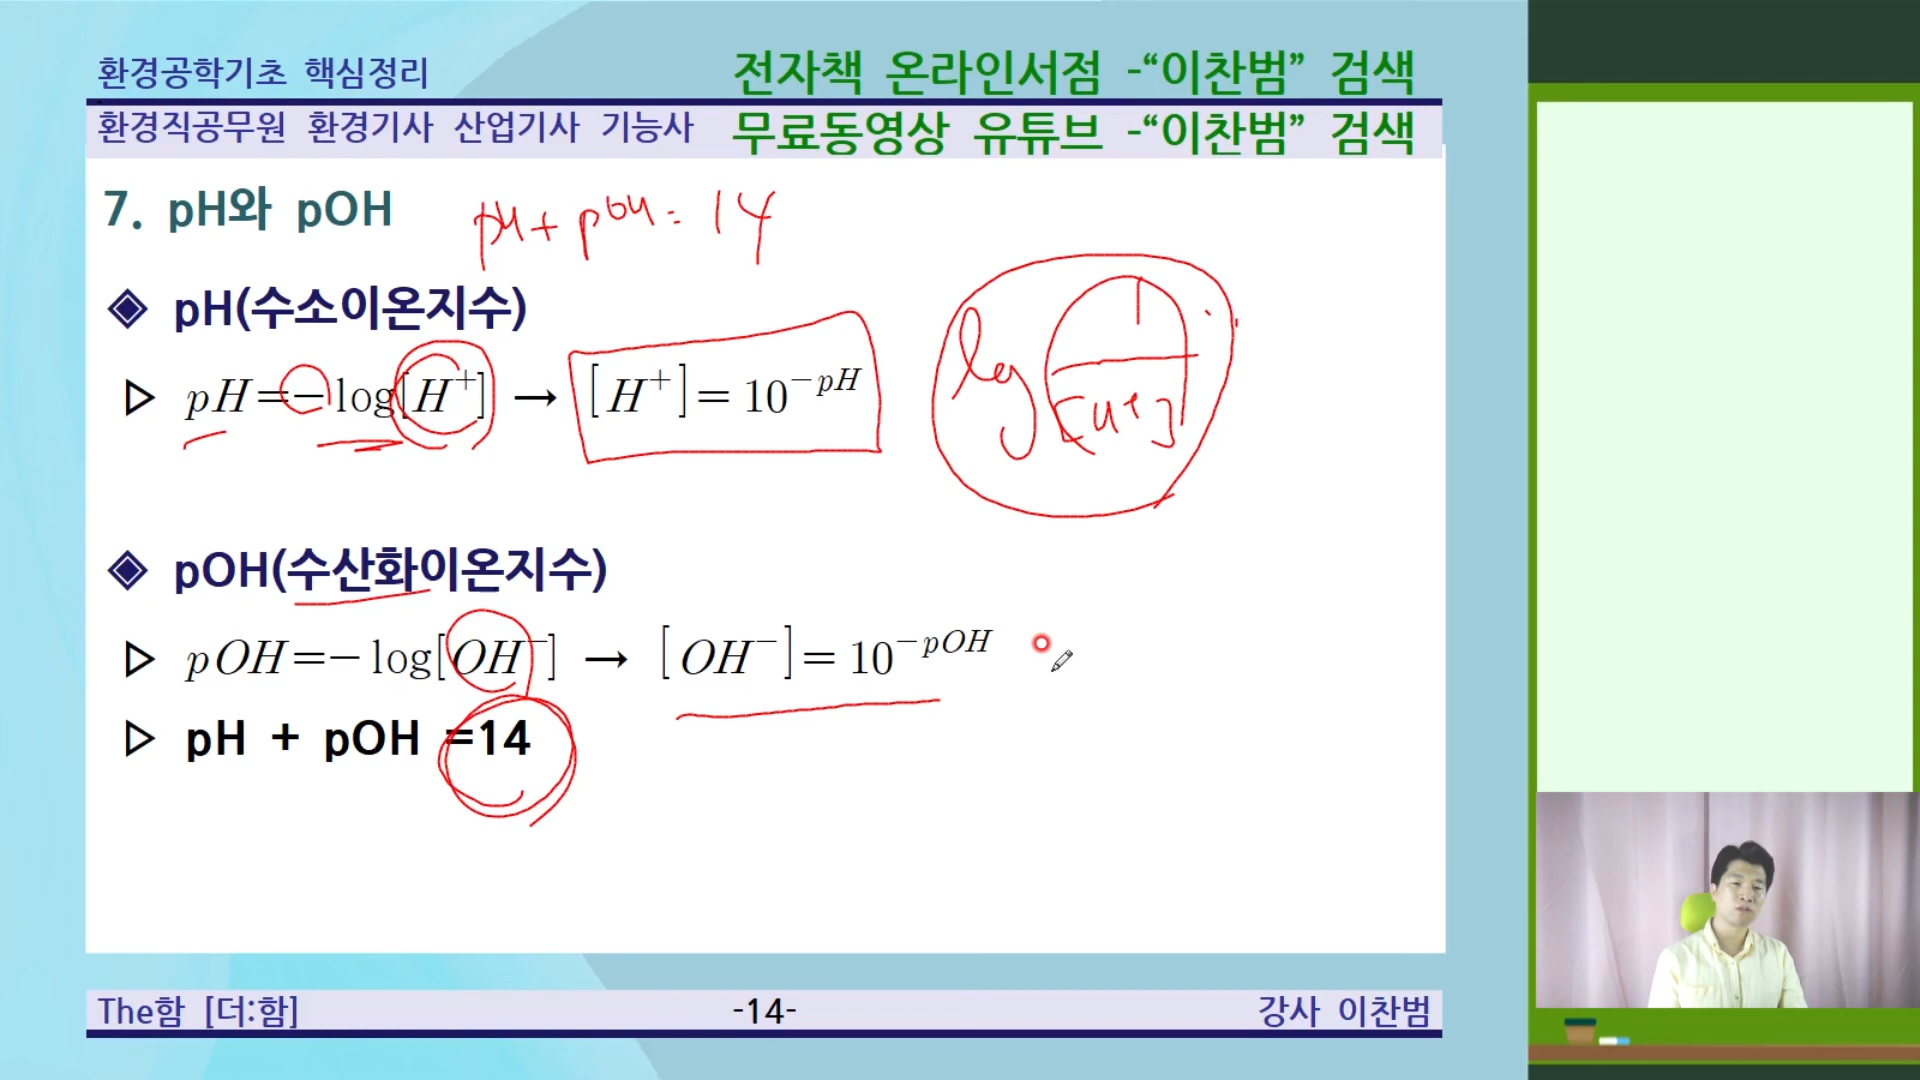 환경공학기초 핵심정리
전자책 온라인서점 -“이찬범” 검색
환경직공무원 환경기사 산업기사 기능사
무료동영상 유튜브 -“이찬범” 검색
7. pH와 pOH
pH + pOH = 14
◈ pH(수소이온지수)
▷ pH=-log[H⁺] → [H⁺]=10^{-pH}
log 1/[H+]
◈ pOH(수산화이온지수)
▷ pOH=-log[OH⁻] → [OH⁻]=10^{-pOH}
▷ pH + pOH =14
The함 [더:함]
-14-
강사 이찬범